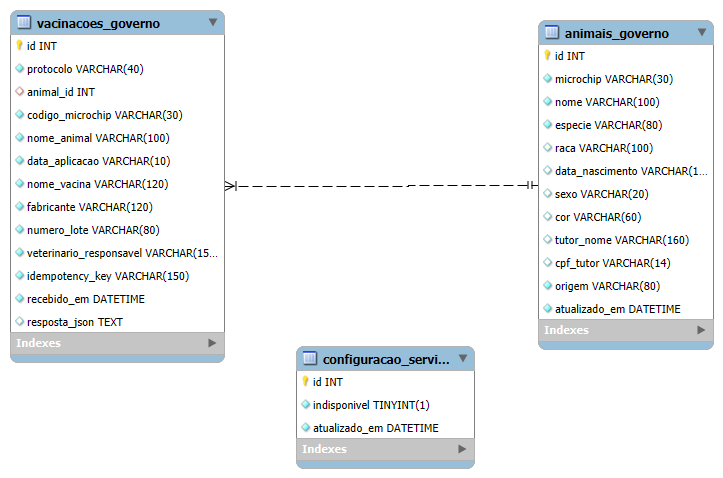 vacinacoes_governo
id INT
protocolo VARCHAR(40)
animal_id INT
codigo_microchip VARCHAR(30)
nome_animal VARCHAR(100)
data_aplicacao VARCHAR(10)
nome_vacina VARCHAR(120)
fabricante VARCHAR(120)
numero_lote VARCHAR(80)
veterinario_responsavel VARCHAR(15...
idempotency_key VARCHAR(150)
recebido_em DATETIME
resposta_json TEXT
Indexes
animais_governo
id INT
microchip VARCHAR(30)
nome VARCHAR(100)
especie VARCHAR(80)
raca VARCHAR(100)
data_nascimento VARCHAR(1...
sexo VARCHAR(20)
cor VARCHAR(60)
tutor_nome VARCHAR(160)
cpf_tutor VARCHAR(14)
origem VARCHAR(80)
atualizado_em DATETIME
Indexes
configuracao_servi...
id INT
indisponivel TINYINT(1)
atualizado_em DATETIME
Indexes